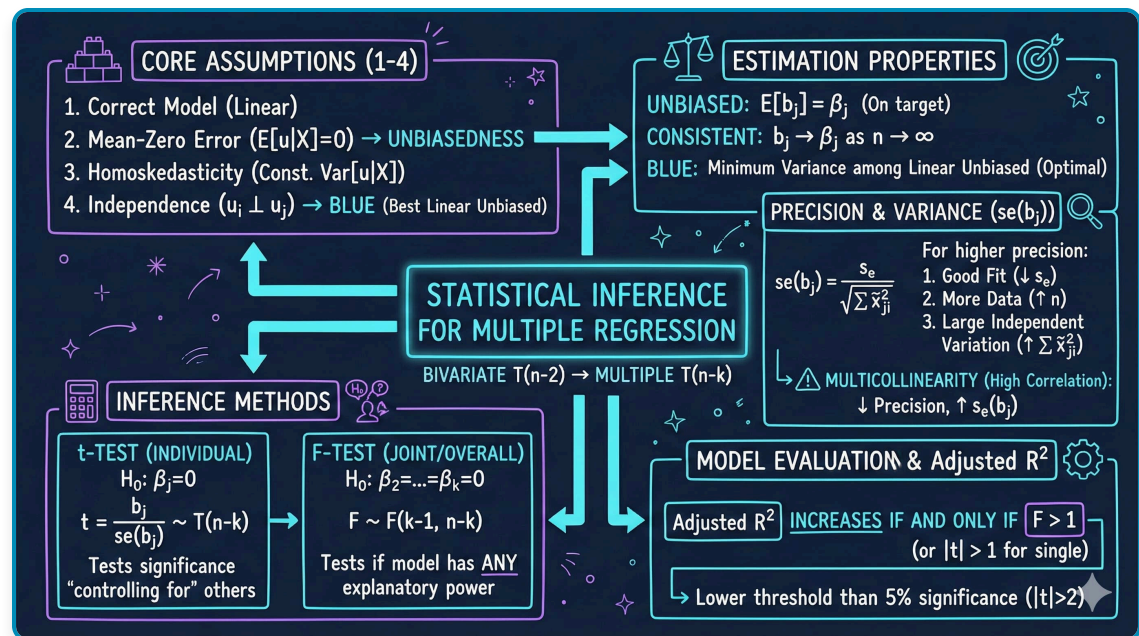 CORE ASSUMPTIONS (1-4)
1. Correct Model (Linear)
2. Mean-Zero Error (E[u|X]=0) → UNBIASEDNESS
3. Homoskedasticity (Const. Var[u|X])
4. Independence (uᵢ ⊥ uⱼ) → BLUE (Best Linear Unbiased)
ESTIMATION PROPERTIES
UNBIASED: E[bⱼ] = βⱼ (On target)
CONSISTENT: bⱼ → βⱼ as n → ∞
BLUE: Minimum Variance among Linear Unbiased (Optimal)
PRECISION & VARIANCE (se(bⱼ))
se(bⱼ) = sₑ / √∑ x̃²ⱼᵢ
For higher precision:
1. Good Fit (↓ sₑ)
2. More Data (↑ n)
3. Large Independent
Variation (↑ ∑ x̃²ⱼᵢ)
↳ ⚠ MULTICOLLINEARITY (High Correlation):
↓ Precision, ↑ sₑ(bⱼ)
STATISTICAL INFERENCE
FOR MULTIPLE REGRESSION
BIVARIATE T(n-2) → MULTIPLE T(n-k)
INFERENCE METHODS
H₀ ?
t-TEST (INDIVIDUAL)
H₀: βⱼ=0
t = bⱼ / se(bⱼ) ~ T(n-k)
Tests significance
"controlling for" others
F-TEST (JOINT/OVERALL)
H₀: β₂=...=βₖ=0
F ~ F(k-1, n-k)
Tests if model has ANY
explanatory power
MODEL EVALUATION & Adjusted R²
Adjusted R² INCREASES IF AND ONLY IF F > 1
(or |t| > 1 for single)
↳ Lower threshold than 5% significance (|t|>2)